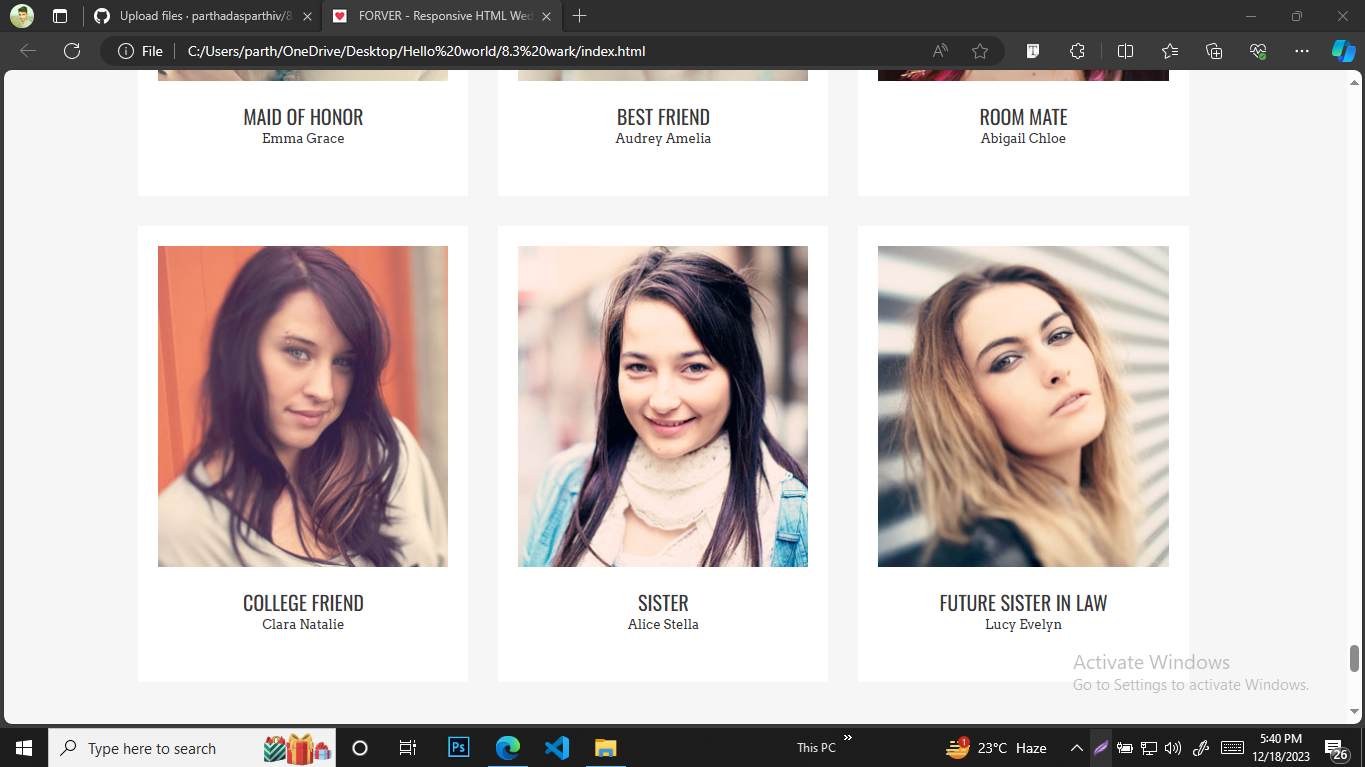 Upload files · parthadasparthiv/8.
FORVER - Responsive HTML Wed
File
C:/Users/parth/OneDrive/Desktop/Hello%20world/8.3%20wark/index.html
MAID OF HONOR
Emma Grace
BEST FRIEND
Audrey Amelia
ROOM MATE
Abigail Chloe
COLLEGE FRIEND
Clara Natalie
SISTER
Alice Stella
FUTURE SISTER IN LAW
Lucy Evelyn
Activate Windows
Go to Settings to activate Windows.
Type here to search
Ps
This PC
1
23°C Haze
5:40 PM
12/18/2023
26